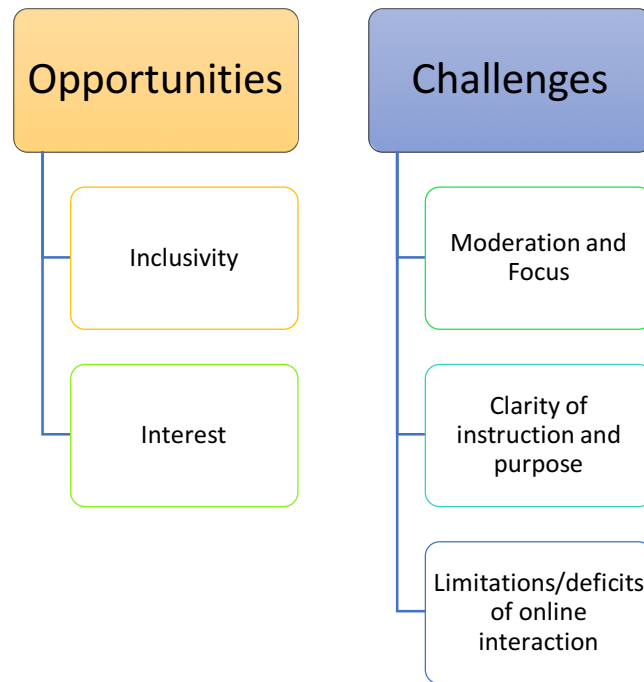 Opportunities
Inclusivity
Interest
Challenges
Moderation and
Focus
Clarity of
instruction and
purpose
Limitations/deficits
of online
interaction